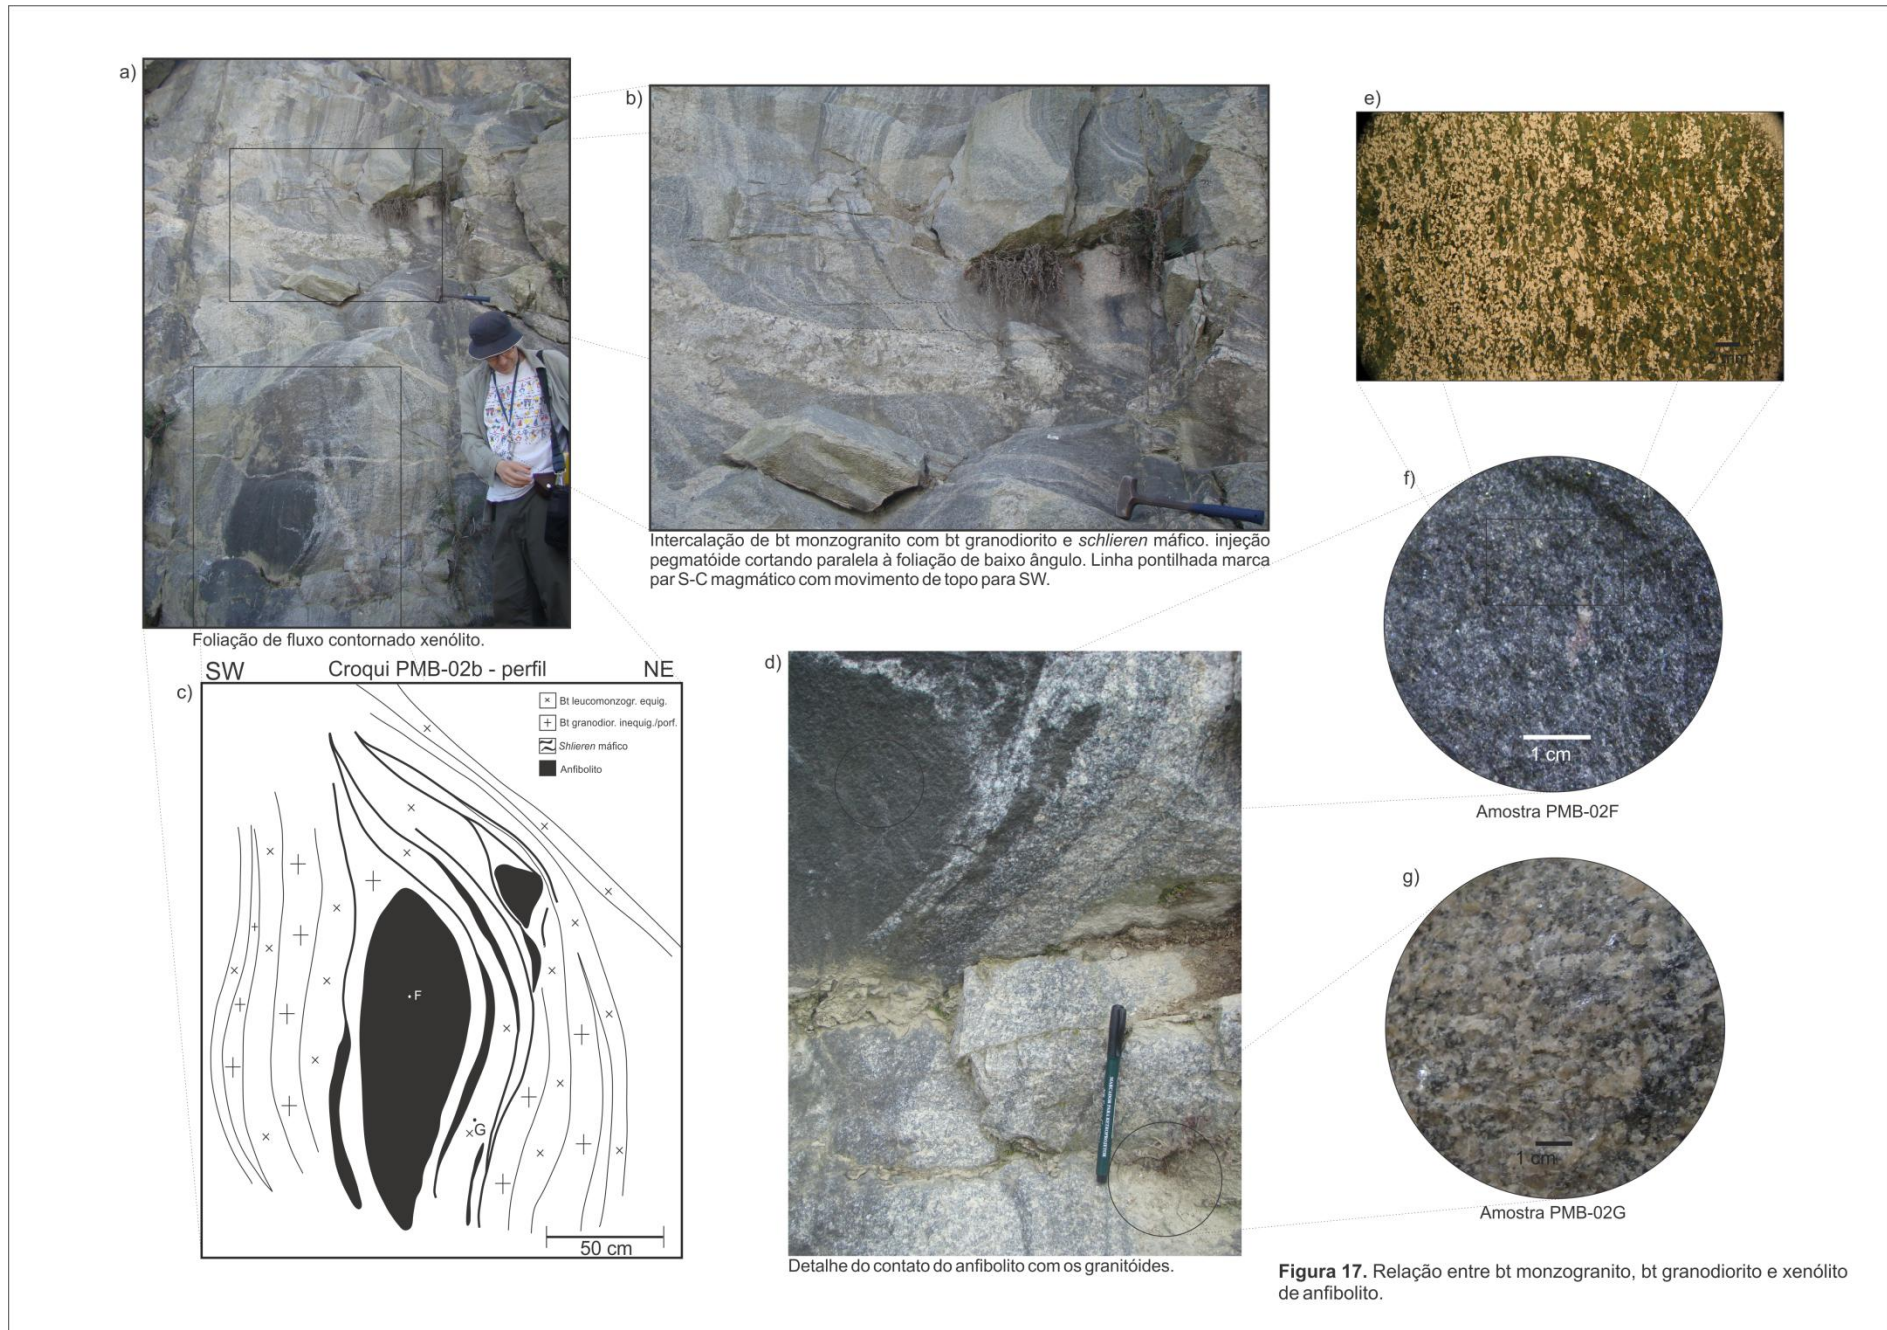 a)
b)
e)
2 mm
Intercalação de bt monzogranito com bt granodiorito e schlieren máfico. injeção
pegmatóide cortando paralela à foliação de baixo ângulo. Linha pontilhada marca
par S-C magmático com movimento de topo para SW.
Foliação de fluxo contornado xenólito.
c)
SW
Croqui PMB-02b - perfil
NE
Bt leucomonzogr. equig.
Bt granodior. inequig./porf.
Shlieren máfico
Anfibolito
F
G
50 cm
d)
Detalhe do contato do anfibolito com os granitóides.
f)
1 cm
Amostra PMB-02F
g)
1 cm
Amostra PMB-02G
Figura 17. Relação entre bt monzogranito, bt granodiorito e xenólito
de anfibolito.